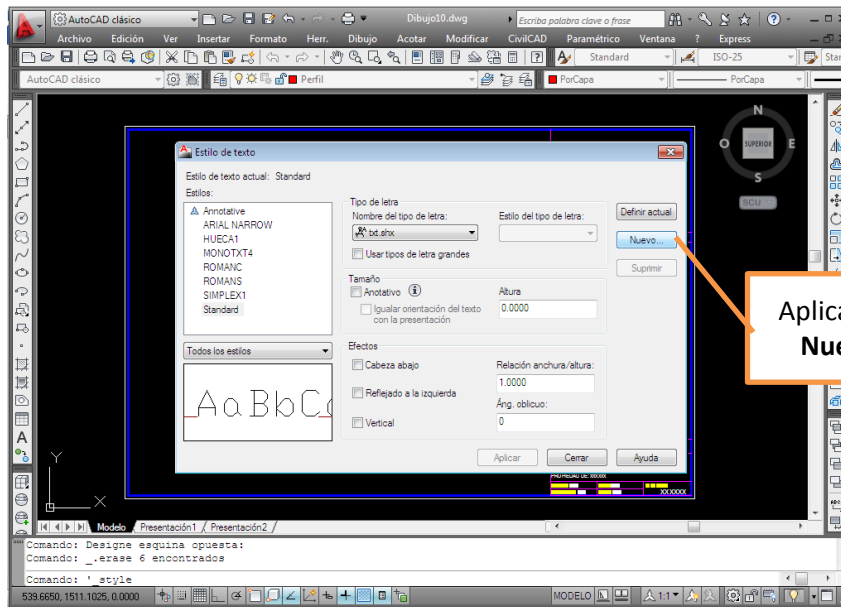 AutoCAD clásico
Dibujo10.dwg
Escriba palabra clave o frase
Archivo Edición Ver Insertar Formato Herr. Dibujo Acotar Modificar CivilCAD Paramétrico Ventana ? Express
Standard
ISO-25
Stan
AutoCAD clásico
Perfil
PorCapa
PorCapa
N
O SUPERIOR E
S
SCU
Estilo de texto
Estilo de texto actual: Standard
Estilos:
Annotative
ARIAL NARROW
HUECA1
MONOTXT4
ROMANC
ROMANS
SIMPLEX1
Standard
Todos los estilos
AaBbCc
Tipo de letra
Nombre del tipo de letra:
Estilo del tipo de letra:
txt.shx
Usar tipos de letra grandes
Tamaño
Anotativo
Igualar orientación del texto
con la presentación
Altura
0.0000
Efectos
Cabeza abajo
Reflejado a la izquierda
Vertical
Relación anchura/altura:
1.0000
Áng. oblicuo:
0
Definir actual
Nuevo...
Suprimir
Aplicar
Cerrar
Ayuda
Aplica
Nue
PROPIEDAD DE: XXXXXX
XXXXXX
Y
X
Modelo
Presentación1
Presentación2
Comando: Designe esquina opuesta:
Comando: _.erase 6 encontrados
Comando: '_style
539.6650, 1511.1025, 0.0000
MODELO
1:1